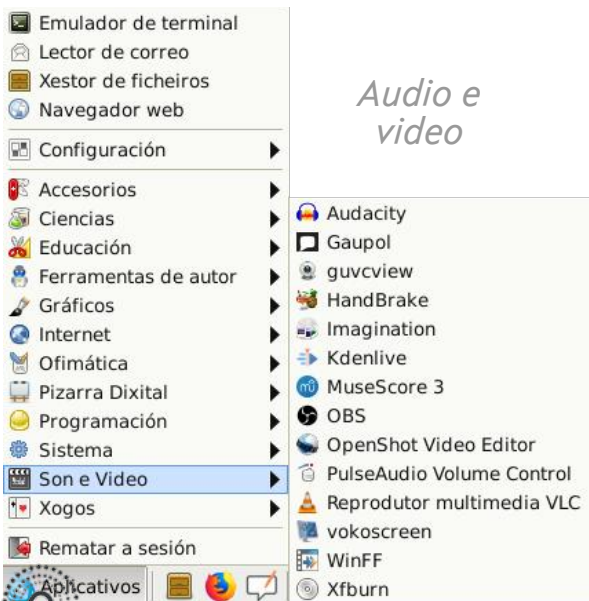 Emulador de terminal
Lector de correo
Xestor de ficheiros
Navegador web
Configuración
Accesorios
Ciencias
Educación
Ferramentas de autor
Gráficos
Internet
Ofimática
Pizarra Dixital
Programación
Sistema
Son e Video
Xogos
Rematar a sesión
Aplicativos
Audio e
video
Audacity
Gaupol
guvcview
HandBrake
Imagination
Kdenlive
MuseScore 3
OBS
OpenShot Video Editor
PulseAudio Volume Control
Reprodutor multimedia VLC
vokoscreen
WinFF
Xfburn